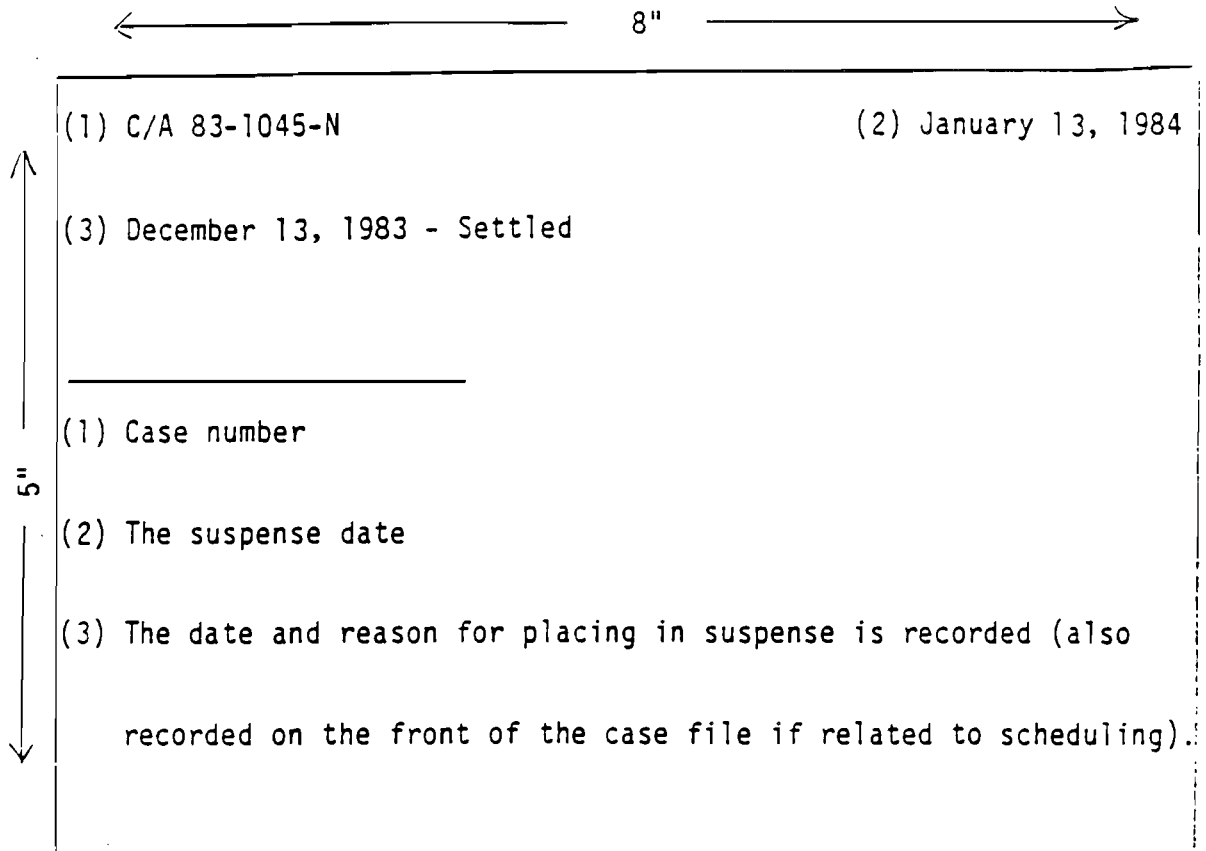 8"
(1) C/A 83-1045-N (2) January 13, 1984
(3) December 13, 1983 - Settled
5"
(1) Case number
(2) The suspense date
(3) The date and reason for placing in suspense is recorded (also
recorded on the front of the case file if related to scheduling).